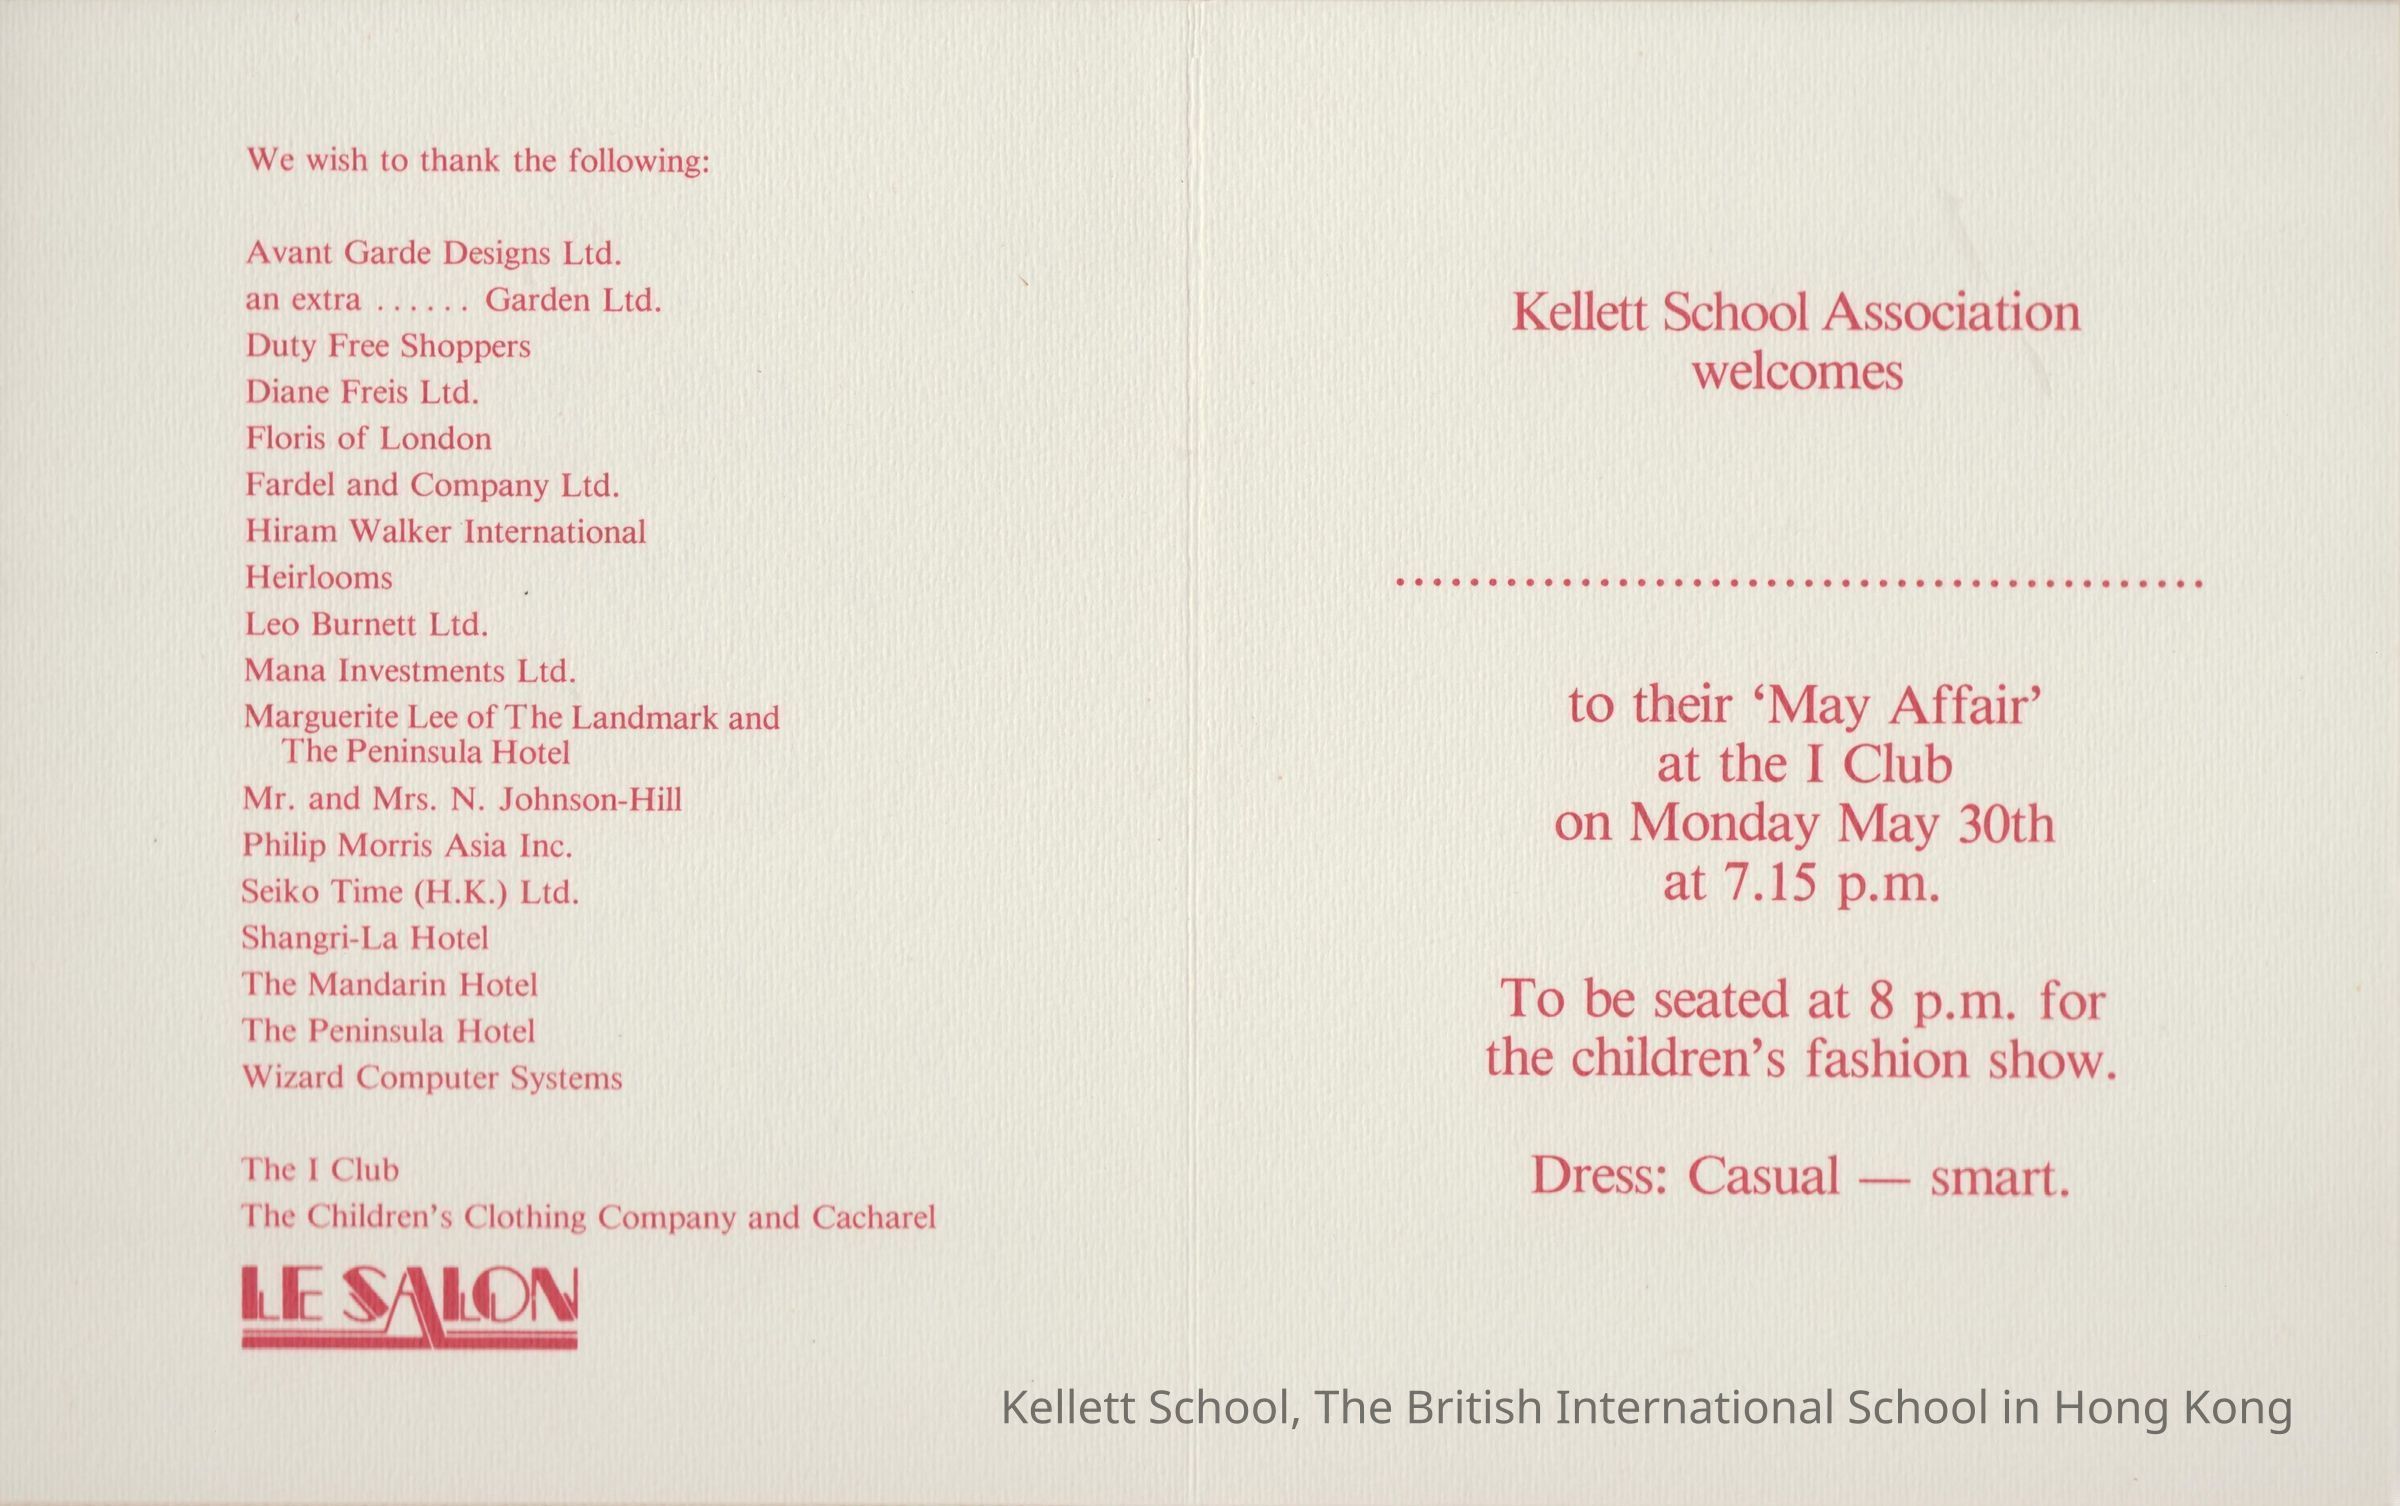 We wish to thank the following:
Avant Garde Designs Ltd.
an extra ...... Garden Ltd.
Duty Free Shoppers
Diane Freis Ltd.
Floris of London
Fardel and Company Ltd.
Hiram Walker International
Heirlooms
Leo Burnett Ltd.
Mana Investments Ltd.
Marguerite Lee of The Landmark and
The Peninsula Hotel
Mr. and Mrs. N. Johnson-Hill
Philip Morris Asia Inc.
Seiko Time (H.K.) Ltd.
Shangri-La Hotel
The Mandarin Hotel
The Peninsula Hotel
Wizard Computer Systems
The I Club
The Children's Clothing Company and Cacharel
LE SALON
Kellett School Association
welcomes
............................................
to their ‘May Affair’
at the I Club
on Monday May 30th
at 7.15 p.m.
To be seated at 8 p.m. for
the children's fashion show.
Dress: Casual — smart.
Kellett School, The British International School in Hong Kong